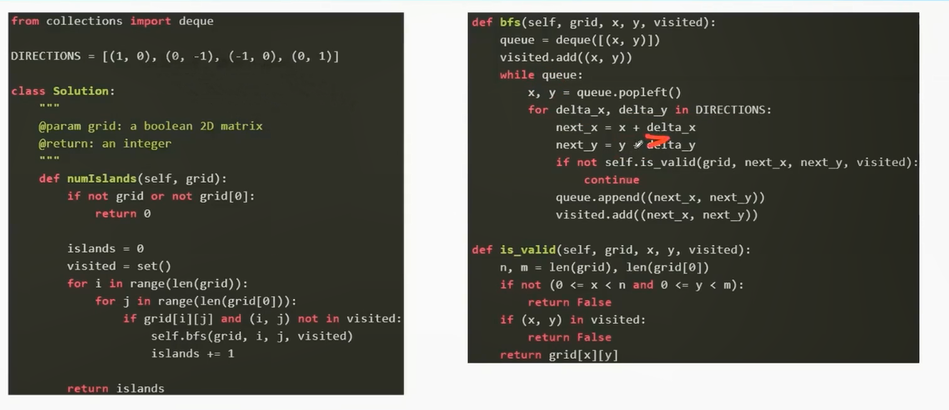 from collections import deque
DIRECTIONS = [(1, 0), (0, -1), (-1, 0), (0, 1)]
class Solution:
"""
@param grid: a boolean 2D matrix
@return: an integer
"""
def numIslands(self, grid):
if not grid or not grid[0]:
return 0
islands = 0
visited = set()
for i in range(len(grid)):
for j in range(len(grid[0])):
if grid[i][j] and (i, j) not in visited:
self.bfs(grid, i, j, visited)
islands += 1
return islands
def bfs(self, grid, x, y, visited):
queue = deque([(x, y)])
visited.add((x, y))
while queue:
x, y = queue.popleft()
for delta_x, delta_y in DIRECTIONS:
next_x = x + delta_x
next_y = y delta_y
if not self.is_valid(grid, next_x, next_y, visited):
continue
queue.append((next_x, next_y))
visited.add((next_x, next_y))
def is_valid(self, grid, x, y, visited):
n, m = len(grid), len(grid[0])
if not (0 <= x < n and 0 <= y < m):
return False
if (x, y) in visited:
return False
return grid[x][y]